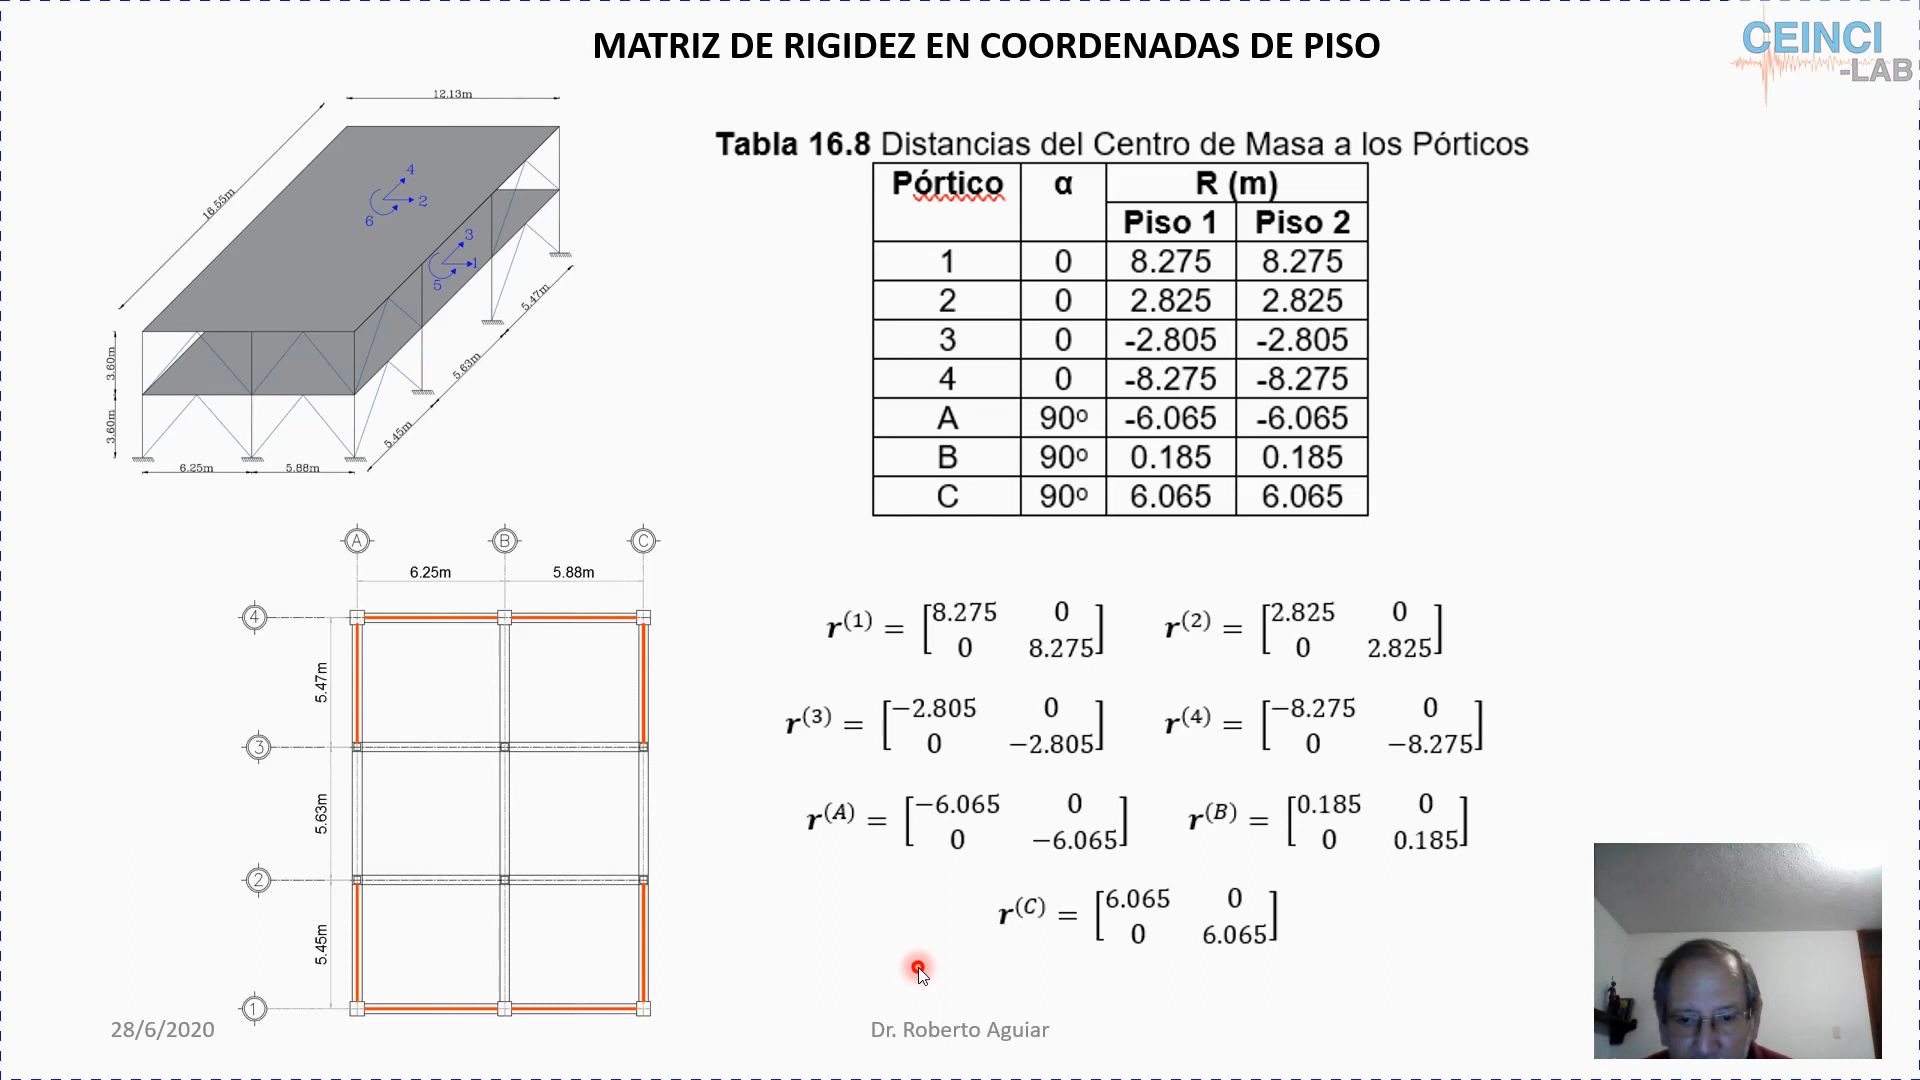 MATRIZ DE RIGIDEZ EN COORDENADAS DE PISO
CEINCI
-LAB
12.13m
16.55m
4
2
6
3
1
5
3.60m
3.60m
5.47m
5.63m
5.45m
6.25m 5.88m
Tabla 16.8 Distancias del Centro de Masa a los Pórticos
Pórtico α R (m)
Piso 1 Piso 2
1 0 8.275 8.275
2 0 2.825 2.825
3 0 -2.805 -2.805
4 0 -8.275 -8.275
A 90º -6.065 -6.065
B 90º 0.185 0.185
C 90º 6.065 6.065
A B C
6.25m 5.88m
4
5.47m
3
5.63m
2
5.45m
1
r(1) = [8.275 0
0 8.275]
r(2) = [2.825 0
0 2.825]
r(3) = [−2.805 0
0 −2.805]
r(4) = [−8.275 0
0 −8.275]
r(A) = [−6.065 0
0 −6.065]
r(B) = [0.185 0
0 0.185]
r(C) = [6.065 0
0 6.065]
28/6/2020
Dr. Roberto Aguiar